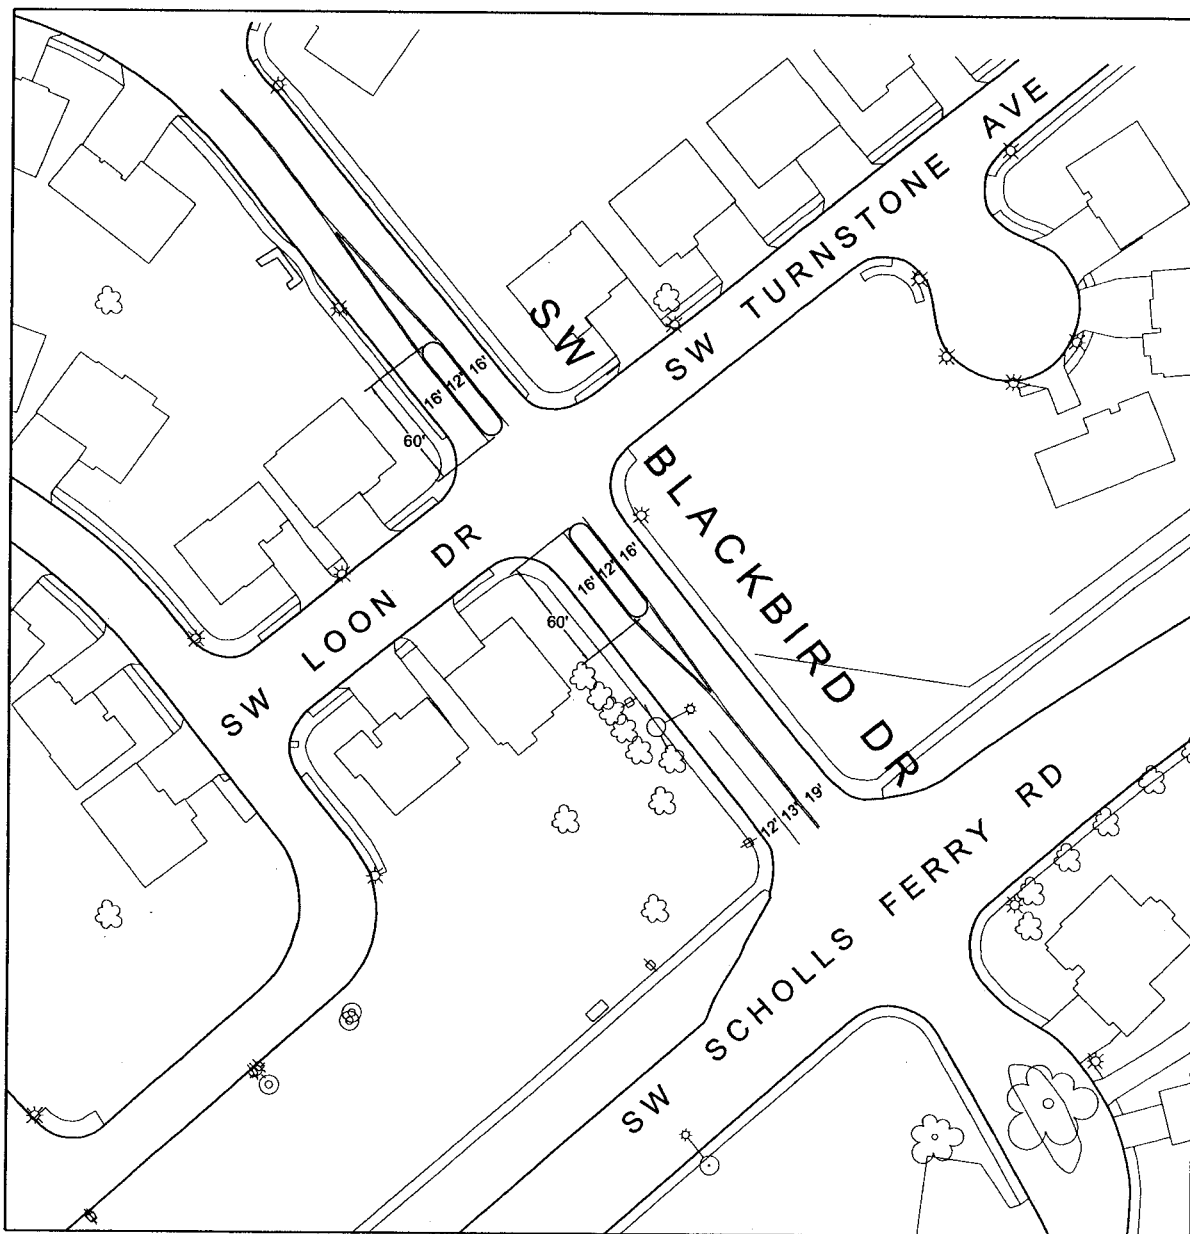 SW TURNSTONE AVE
SW BLACKBIRD DR
16' 12' 16'
60'
SW LOON DR
16' 12' 16'
60'
12' 13' 19'
SW SCHOLLS FERRY RD